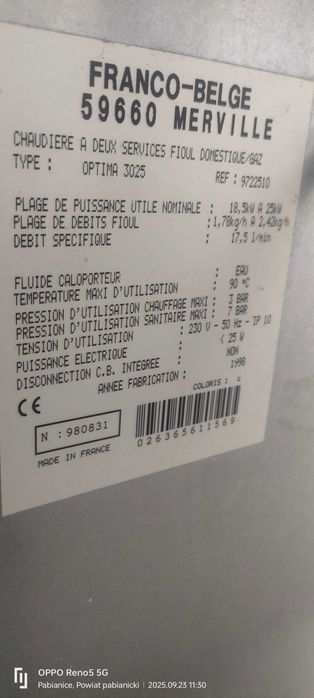 FRANCO-BELGE
59660 MERVILLE
CHAUDIERE A DEUX SERVICES FIOUL DOMESTIQUE/GAZ
TYPE : OPTIMA 3025 REF : 9722510
PLAGE DE PUISSANCE UTILE NOMINALE : 18,5kW A 25kW
PLAGE DE DEBITS FIOUL : 1,78kg/h A 2,42kg/h
DEBIT SPECIFIQUE : 17,5 l/min
FLUIDE CALOPORTEUR : EAU
TEMPERATURE MAXI D'UTILISATION : 90 °C
PRESSION D'UTILISATION CHAUFFAGE MAXI : 3 BAR
PRESSION D'UTILISATION SANITAIRE MAXI : 7 BAR
TENSION D'UTILISATION : 230 V - 50 Hz - IP 10
PUISSANCE ELECTRIQUE : < 25 W
DISCONNECTION C.B. INTEGREE : NON
ANNEE FABRICATION : 1998
COLORIS : G
CE
N : 980831
026365611569
MADE IN FRANCE
OPPO Reno5 5G
Pabianice, Powiat pabianicki | 2025.09.23 11:30